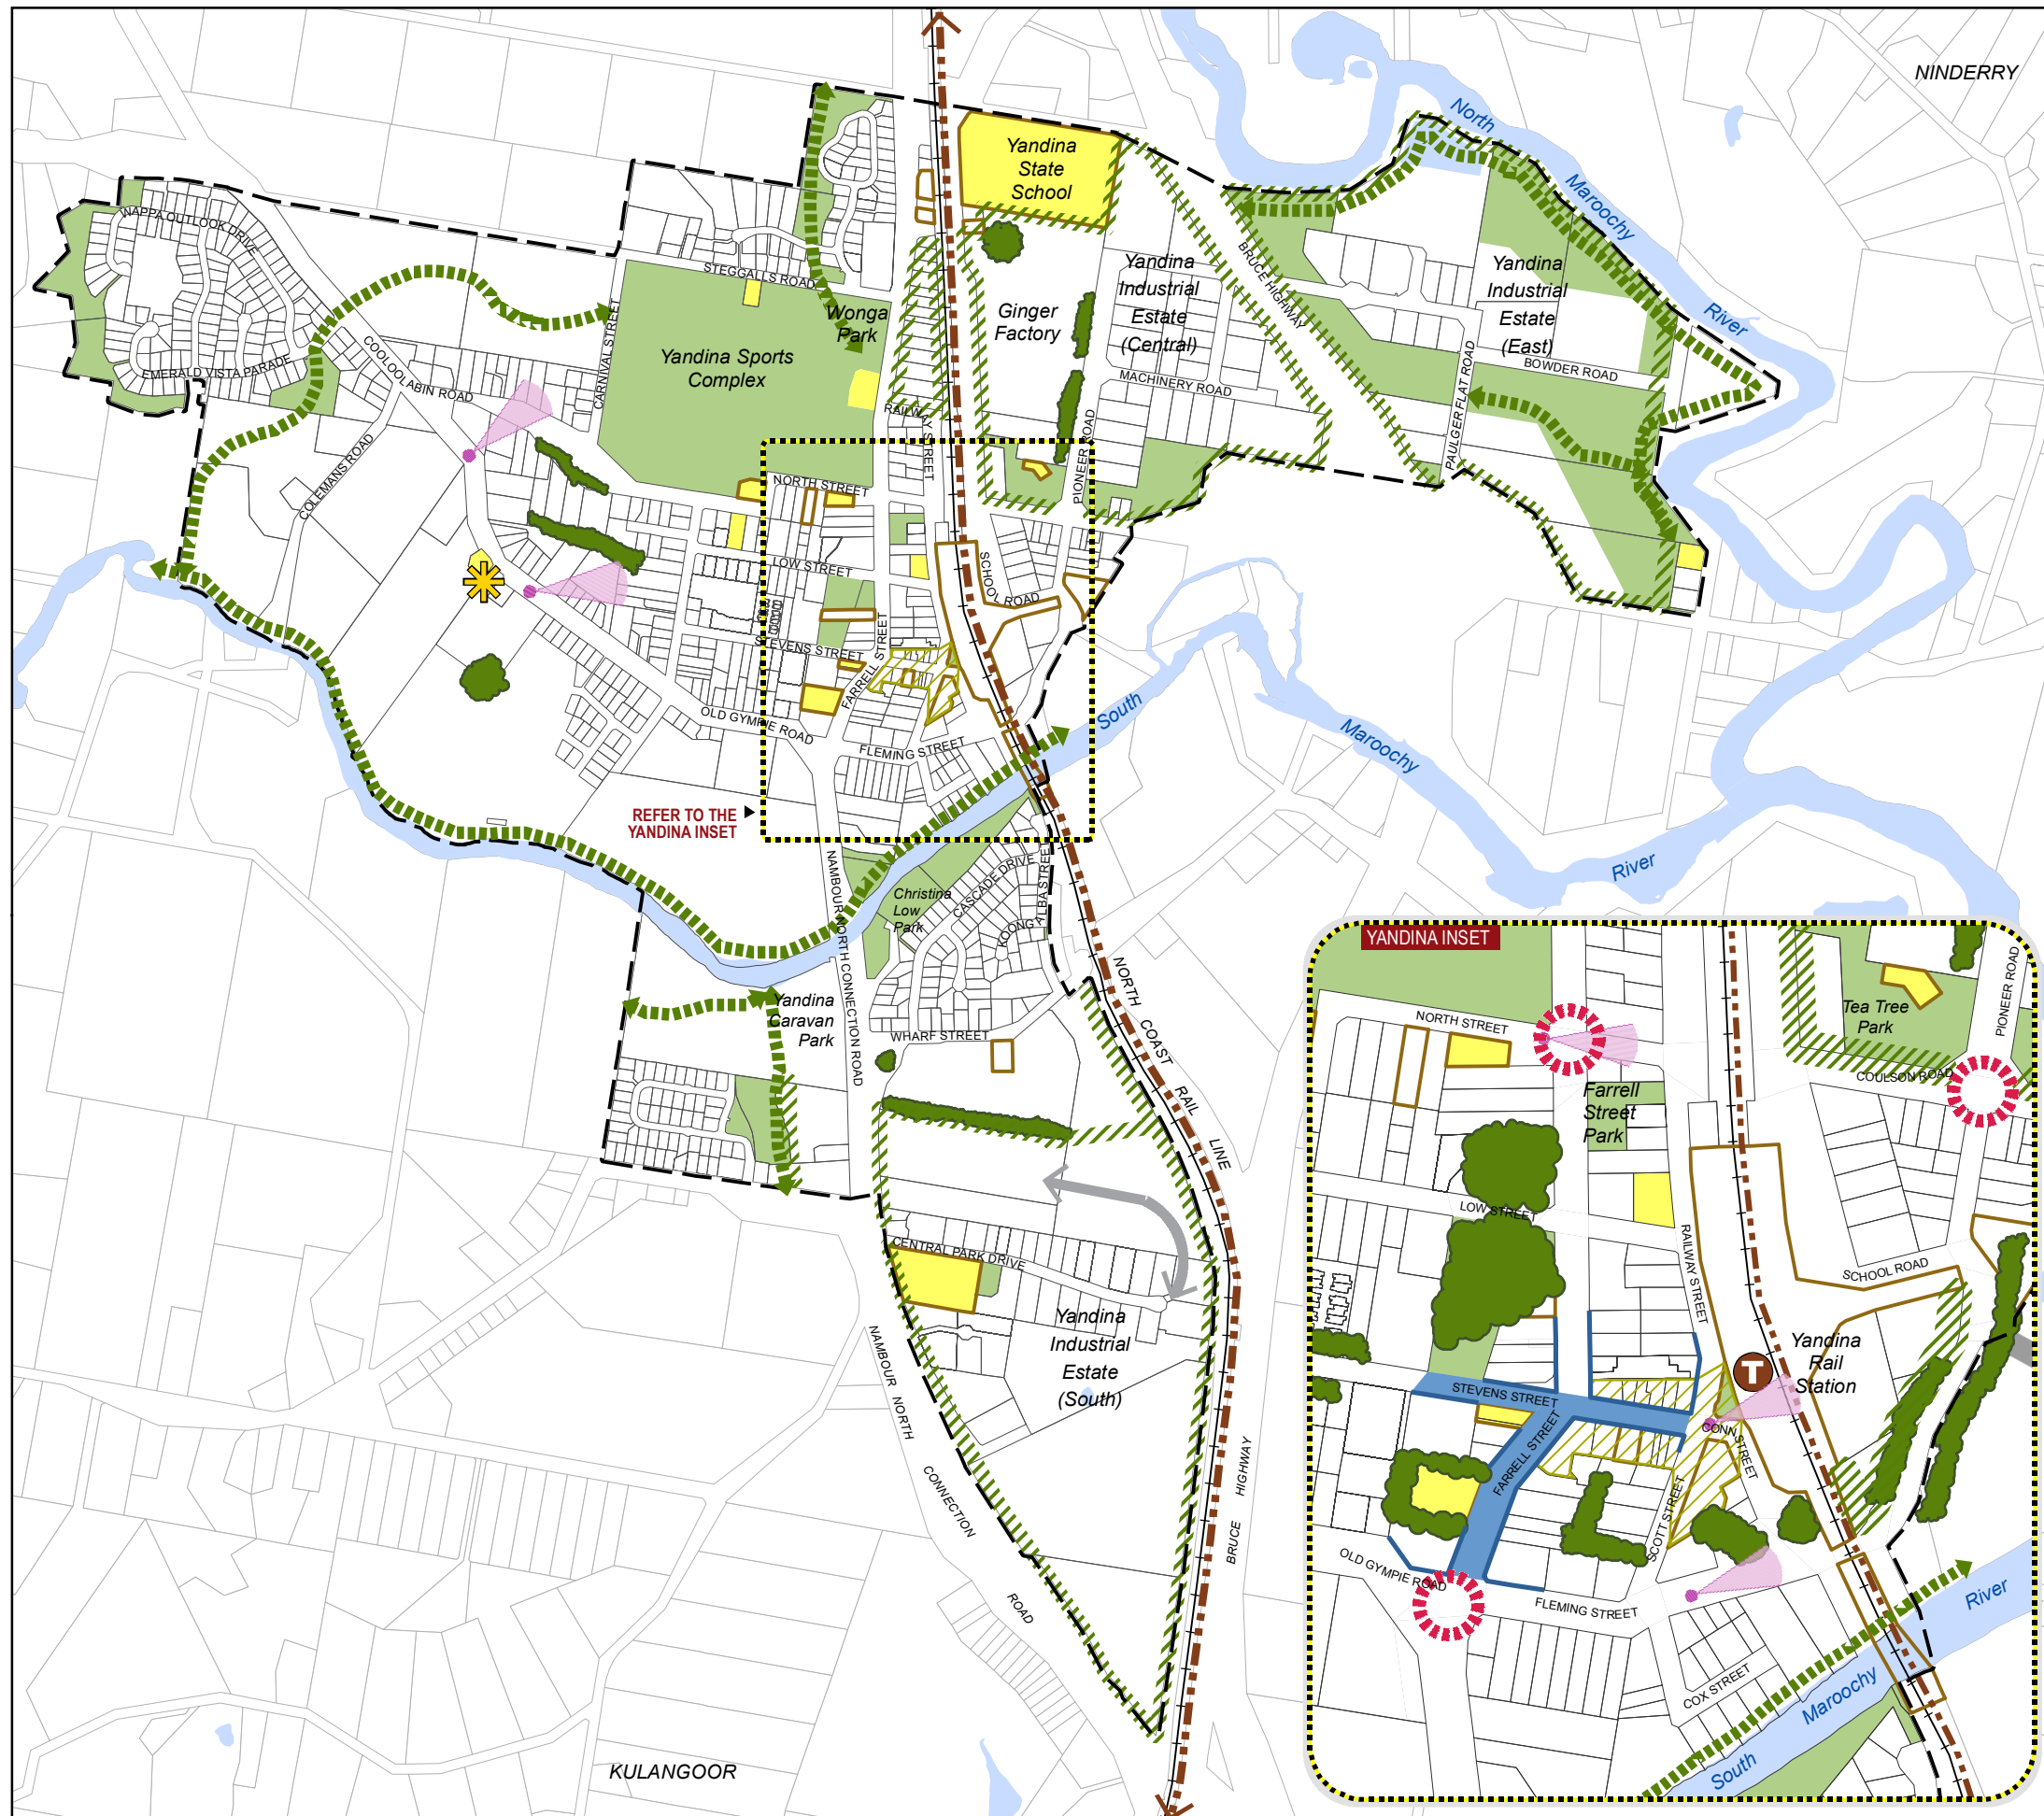 NINDERRY
North
Maroochy
River
Yandina
State
School
WAPPA OUTLOOK DRIVE
STEGGALLS ROAD
Wonga
Park
Yandina Sports
Complex
CARNIVAL STREET
COOLOOLABIN ROAD
EMERALD VISTA PARADE
COLEMANS ROAD
Ginger
Factory
Yandina
Industrial
Estate
(Central)
BRUCE HIGHWAY
Yandina
Industrial
Estate
(East)
BOWDER ROAD
PAULGER FLAT ROAD
MACHINERY ROAD
PIONEER ROAD
RAILWAY STREET
NORTH STREET
LOW STREET
SCHOOL ROAD
STEVENS STREET
FARRELL STREET
OLD GYMPIE ROAD
FLEMING STREET
South
Maroochy
River
REFER TO THE
YANDINA INSET
NAMBOUR NORTH CONNECTION ROAD
Christina
Low
Park
CASCADE DRIVE
KOONG
ALBA STREET
Yandina
Caravan
Park
WHARF STREET
NORTH COAST RAIL LINE
CENTRAL PARK DRIVE
Yandina
Industrial
Estate
(South)
NAMBOUR NORTH CONNECTION ROAD
BRUCE HIGHWAY
KULANGOOR
YANDINA INSET
NORTH STREET
Tea Tree
Park
PIONEER ROAD
COULSON ROAD
Farrell
Street
Park
LOW STREET
RAILWAY STREET
SCHOOL ROAD
Yandina
Rail
Station
T
STEVENS STREET
FARRELL STREET
CONN STREET
SCOTT STREET
OLD GYMPIE ROAD
FLEMING STREET
COX STREET
South
Maroochy
River